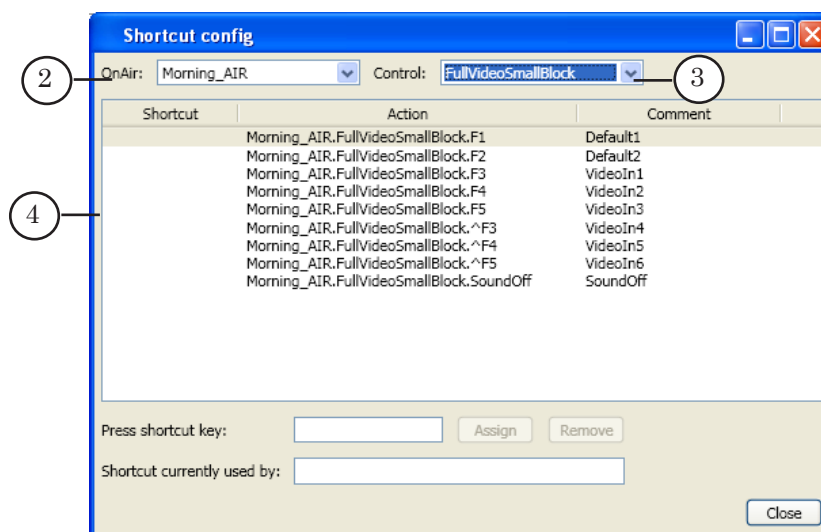 Shortcut config
2 OnAir: Morning_AIR Control: FullVideoSmallBlock 3
Shortcut Action Comment
Morning_AIR.FullVideoSmallBlock.F1 Default1
Morning_AIR.FullVideoSmallBlock.F2 Default2
Morning_AIR.FullVideoSmallBlock.F3 VideoIn1
Morning_AIR.FullVideoSmallBlock.F4 VideoIn2
4 Morning_AIR.FullVideoSmallBlock.F5 VideoIn3
Morning_AIR.FullVideoSmallBlock.^F3 VideoIn4
Morning_AIR.FullVideoSmallBlock.^F4 VideoIn5
Morning_AIR.FullVideoSmallBlock.^F5 VideoIn6
Morning_AIR.FullVideoSmallBlock.SoundOff SoundOff
Press shortcut key: Assign Remove
Shortcut currently used by:
Close